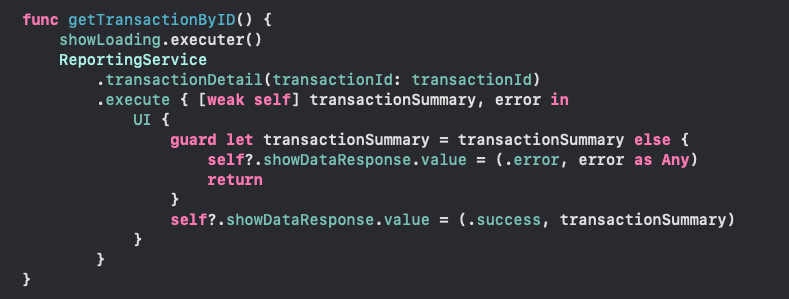 func getTransactionByID() {
    showLoading.executer()
    ReportingService
        .transactionDetail(transactionId: transactionId)
        .execute { [weak self] transactionSummary, error in
            UI {
                guard let transactionSummary = transactionSummary else {
                    self?.showDataResponse.value = (.error, error as Any)
                    return
                }
                self?.showDataResponse.value = (.success, transactionSummary)
            }
        }
}